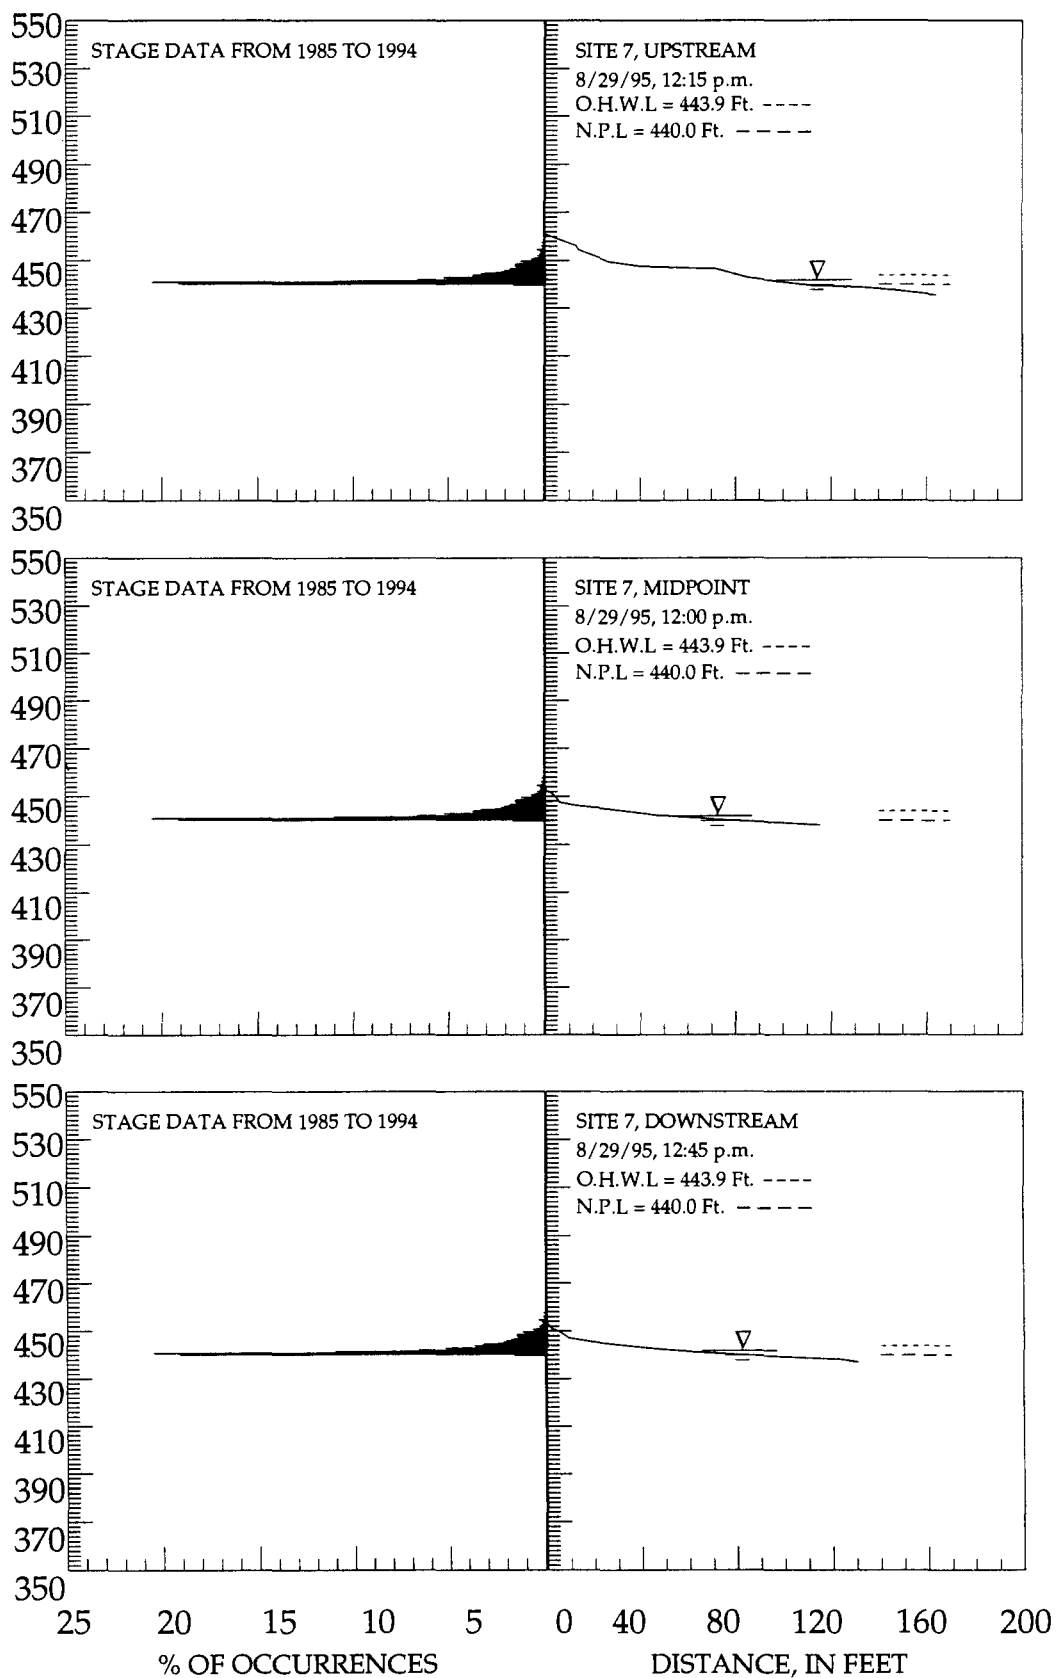 550
STAGE DATA FROM 1985 TO 1994
SITE 7, UPSTREAM
530
8/29/95, 12:15 p.m.
O.H.W.L = 443.9 Ft. -----
510
N.P.L = 440.0 Ft. — — — —
490
470
450
430
410
390
370
350
550
STAGE DATA FROM 1985 TO 1994
SITE 7, MIDPOINT
530
8/29/95, 12:00 p.m.
O.H.W.L = 443.9 Ft. -----
510
N.P.L = 440.0 Ft. — — — —
490
470
450
430
410
390
370
350
550
STAGE DATA FROM 1985 TO 1994
SITE 7, DOWNSTREAM
530
8/29/95, 12:45 p.m.
O.H.W.L = 443.9 Ft. -----
510
N.P.L = 440.0 Ft. — — — —
490
470
450
430
410
390
370
350
25 20 15 10 5 0 40 80 120 160 200
% OF OCCURRENCES
DISTANCE, IN FEET